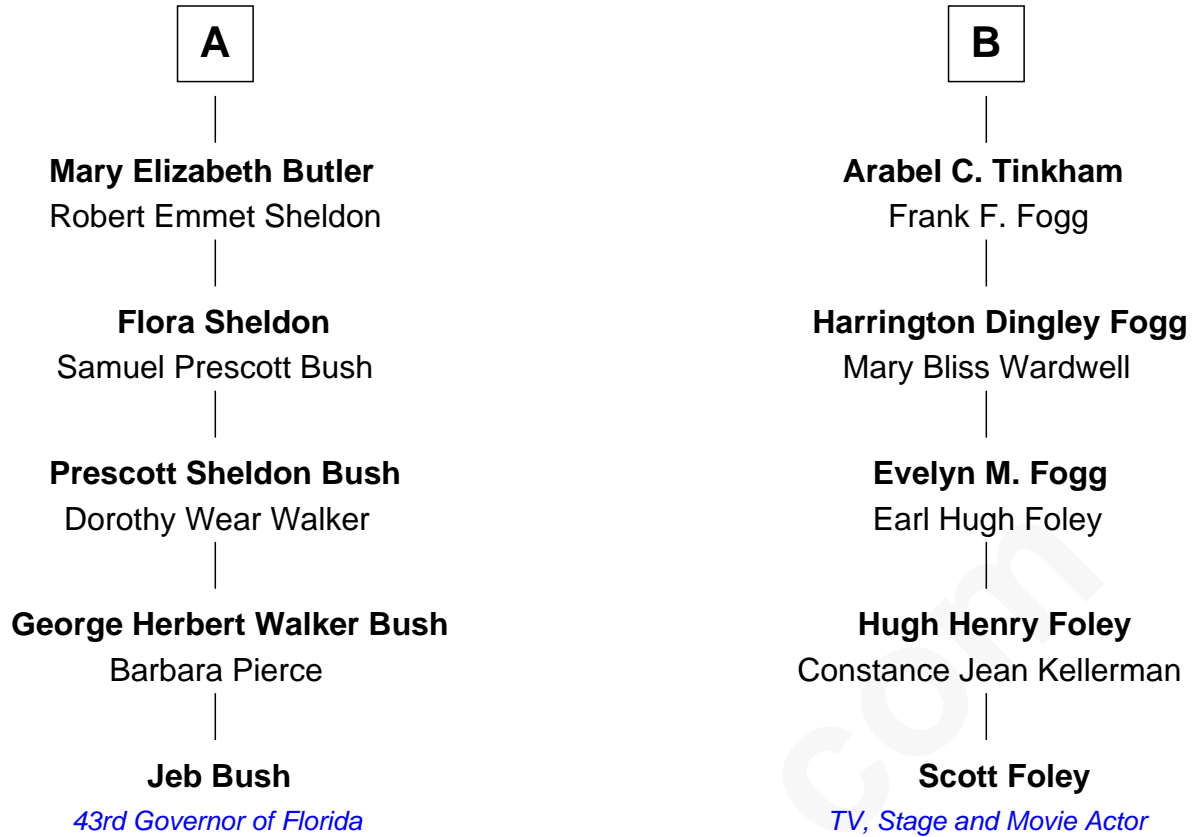 A
B
Mary Elizabeth Butler
Robert Emmet Sheldon
Arabel C. Tinkham
Frank F. Fogg
Flora Sheldon
Samuel Prescott Bush
Harrington Dingley Fogg
Mary Bliss Wardwell
Prescott Sheldon Bush
Dorothy Wear Walker
Evelyn M. Fogg
Earl Hugh Foley
George Herbert Walker Bush
Barbara Pierce
Hugh Henry Foley
Constance Jean Kellerman
Jeb Bush
43rd Governor of Florida
Scott Foley
TV, Stage and Movie Actor
com